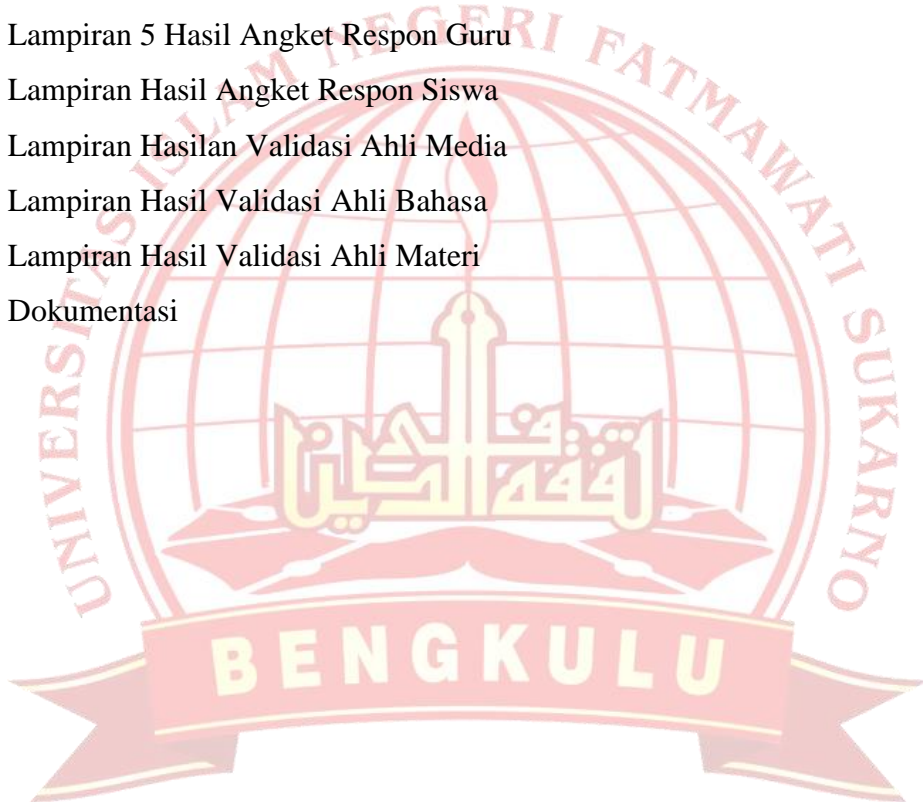 Lampiran 5 Hasil Angket Respon Guru
Lampiran Hasil Angket Respon Siswa
Lampiran Hasilan Validasi Ahli Media
Lampiran Hasil Validasi Ahli Bahasa
Lampiran Hasil Validasi Ahli Materi
Dokumentasi
UNIVERSITAS ISLAM NEGERI FATMAWATI SUKARNO
BENGKULU